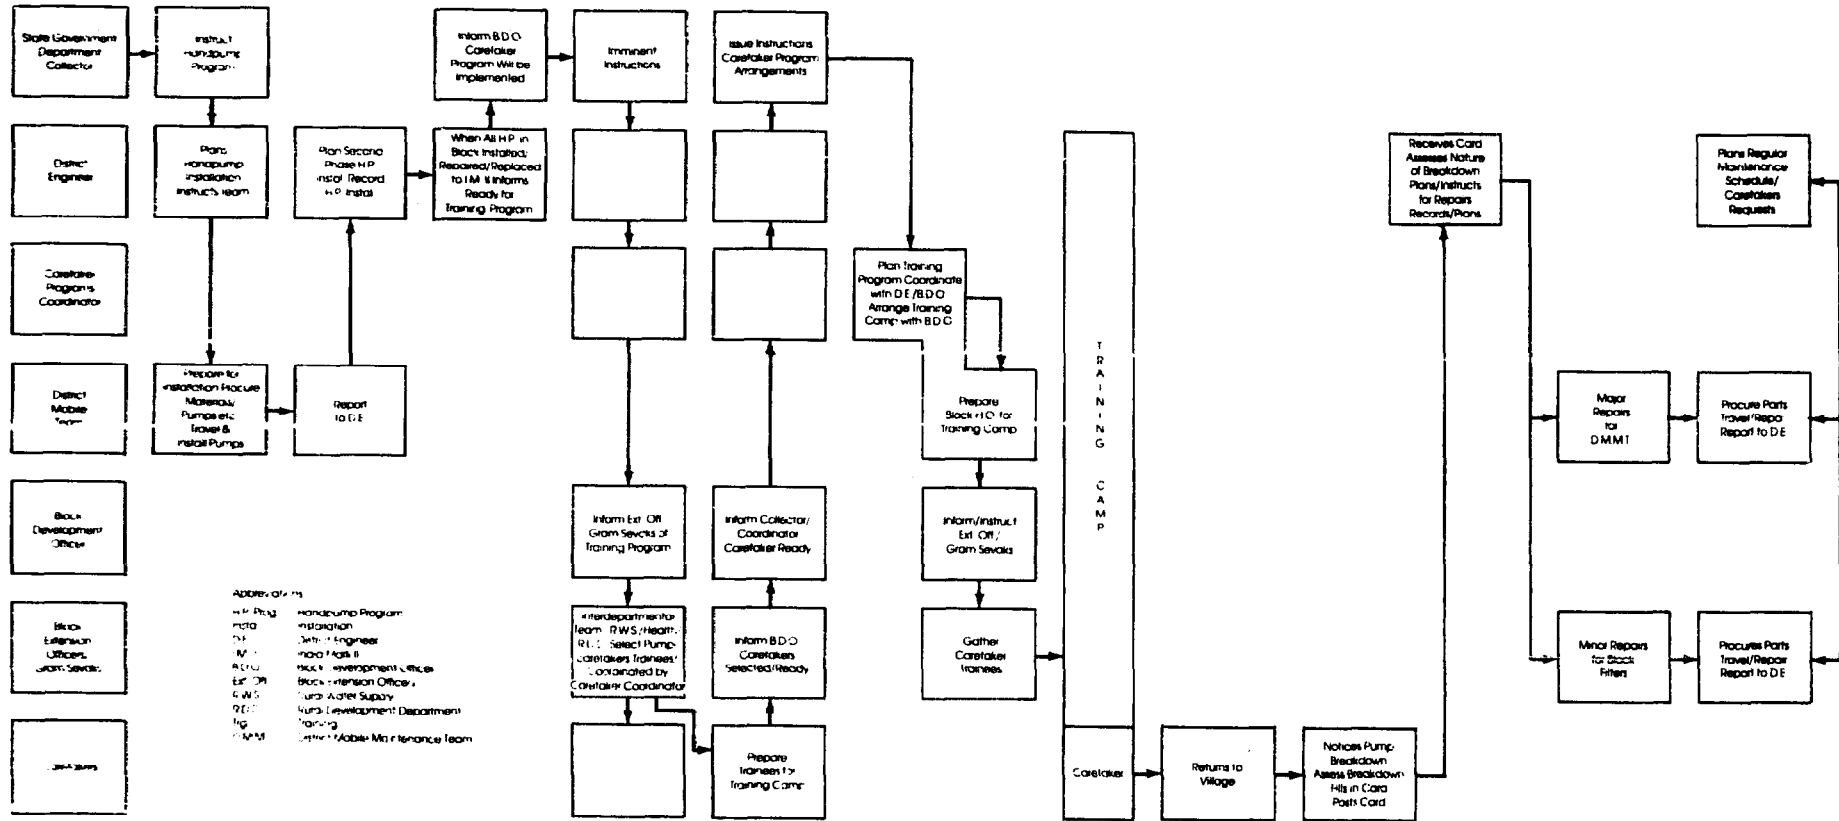 State Government
Department
Collector
Instruct
Handpump
Program
Inform B.D.O.
Caretaker
Program Will be
Implemented
Imminent
Instructions
Issue Instructions
Caretaker Program
Arrangements
District
Engineer
Plans
Handpump
Installation
Instructs Team
Plan Second
Phase H.P.
Instal. Record
H.P. Install
When All H.P. in
Block Installed/
Repaired/Replaced
to I.M. II Informs
Ready for
Training Program
Receives Card
Assesses Nature
of Breakdown
Plans/Instructs
for Repairs
Records/Plans
Plans Regular
Maintenance
Schedule/
Caretakers
Requests
Caretaker
Programs
Coordinator
Plan Training
Program Coordinate
with D.E./B.D.O.
Arrange Training
Camp with B.D.O.
District
Mobile
Team
Prepare for
Installation Procure
Materials/
Pumps etc.
Travel &
Install Pumps
Report
to D.E.
Prepare
Block H.Q. for
Training Camp
TRAINING CAMP
Major
Repairs
for
D.M.M.T.
Procure Parts
Travel/Repair
Report to D.E.
Block
Development
Officer
Inform Ext. Off.
Gram Sevaks of
Training Program
Inform Collector/
Coordinator
Caretaker Ready
Inform/Instruct
Ext. Off./
Gram Sevaks
Block
Extension
Officers,
Gram Sevaks
Interdepartmental
Team: R.W.S./Health/
Select Pump
Caretakers Trainees/
Coordinated by
Caretaker Coordinator
Inform B.D.O.
Caretakers
Selected/Ready
Gather
Caretaker
Trainees
Minor Repairs
for Block
Fitters
Procures Parts
Travel/Repair
Report to D.E.
Caretakers
Prepare
Trainees for
Training Camp
Caretaker
Returns to
Village
Notices Pump
Breakdown
Assess Breakdown
Fills in Card
Posts Card
Abbreviations
H.P. Prog. Handpump Program
Instal. Installation
D.E. District Engineer
India Mark II
B.D.O. Block Development Officer
Ext. Off. Block Extension Officers
R.W.S. Rural Water Supply
Rural Development Department
Trg. Training
District Mobile Maintenance Team